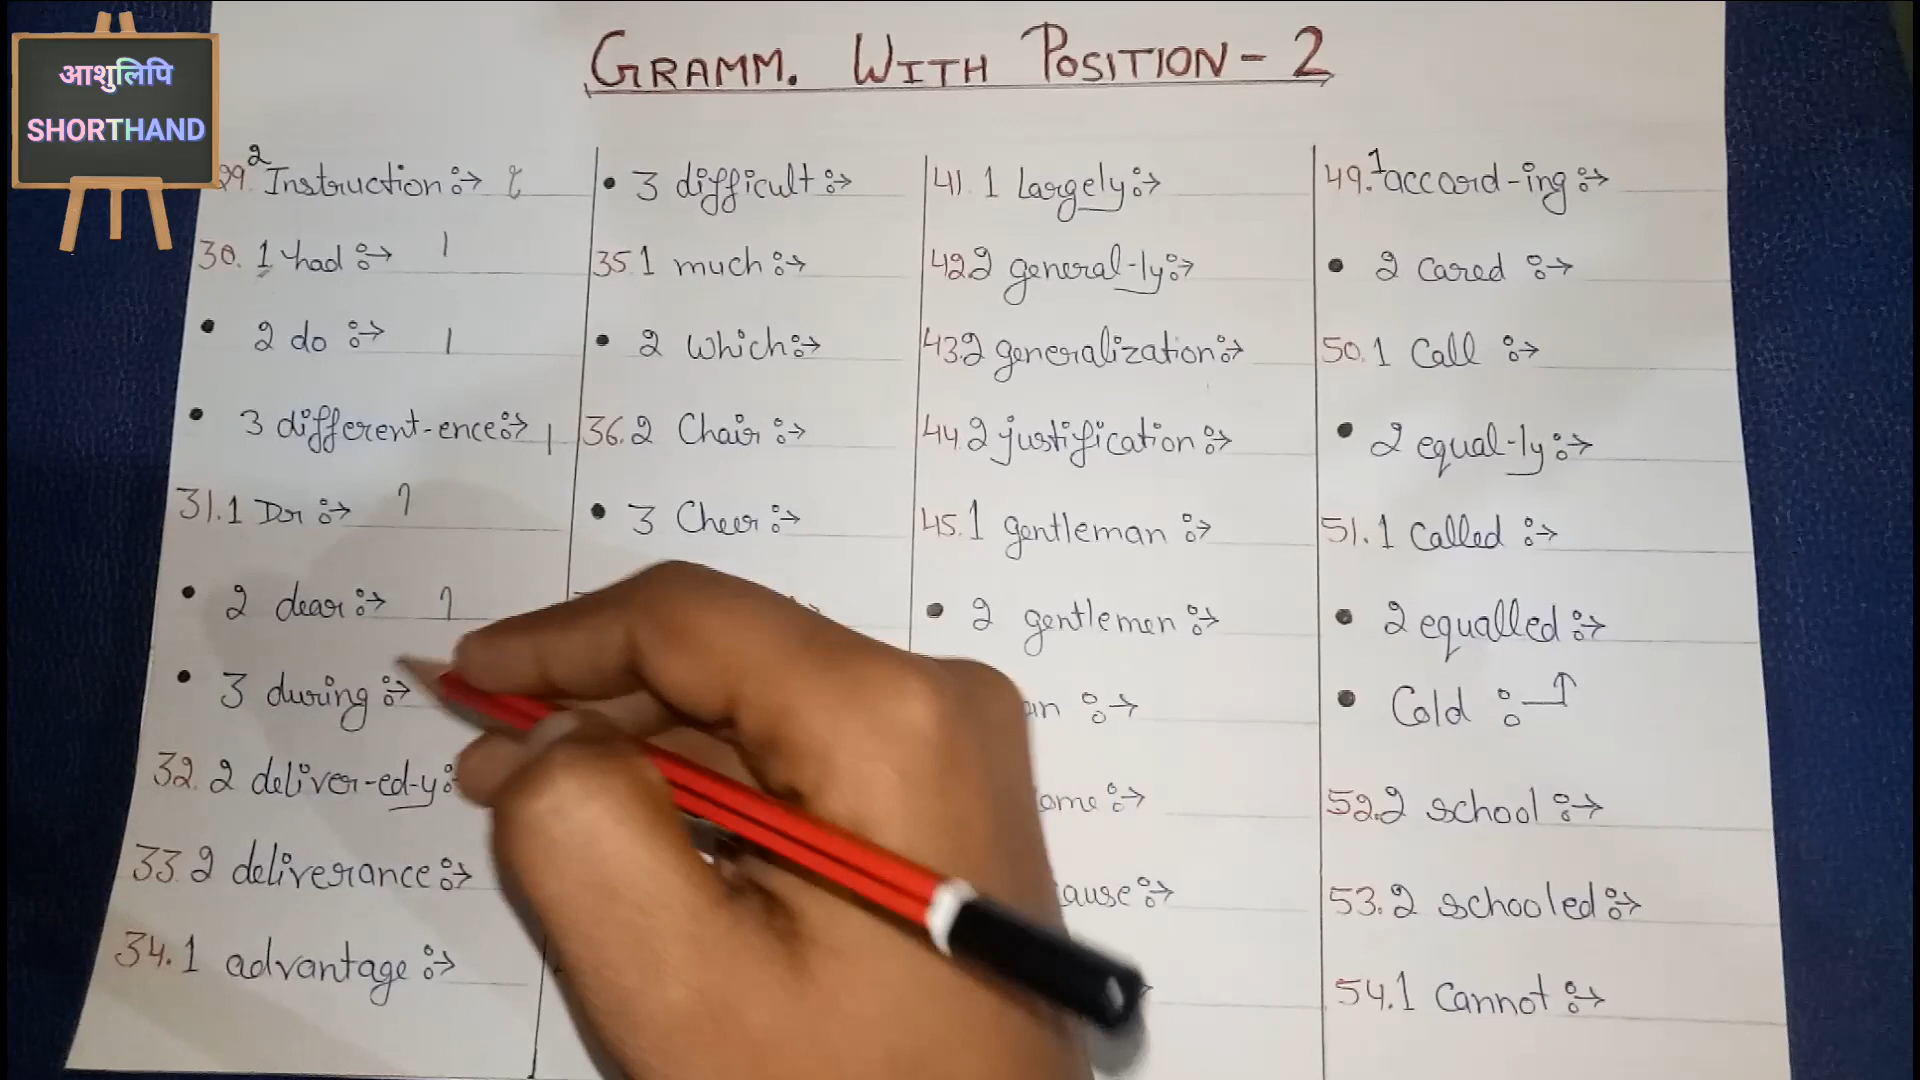 आशुलिपि
SHORTHAND
GRAMM. WITH POSITION - 2
29. 2 Instruction
30. 1 had
• 2 do
• 3 different-ence
31. 1 Dr
• 2 dear
• 3 during
32. 2 deliver-ed-y
33. 2 deliverance
34. 1 advantage
• 3 difficult
35. 1 much
• 2 which
36. 2 Chair
• 3 Cheer
41. 1 Largely
42. 2 general-ly
43. 2 generalization
44. 2 justification
45. 1 gentleman
• 2 gentlemen
49. 1 accord-ing
• 2 Cared
50. 1 Call
• 2 equal-ly
51. 1 Called
• 2 equalled
• Cold
52. 2 school
53. 2 schooled
54. 1 Cannot